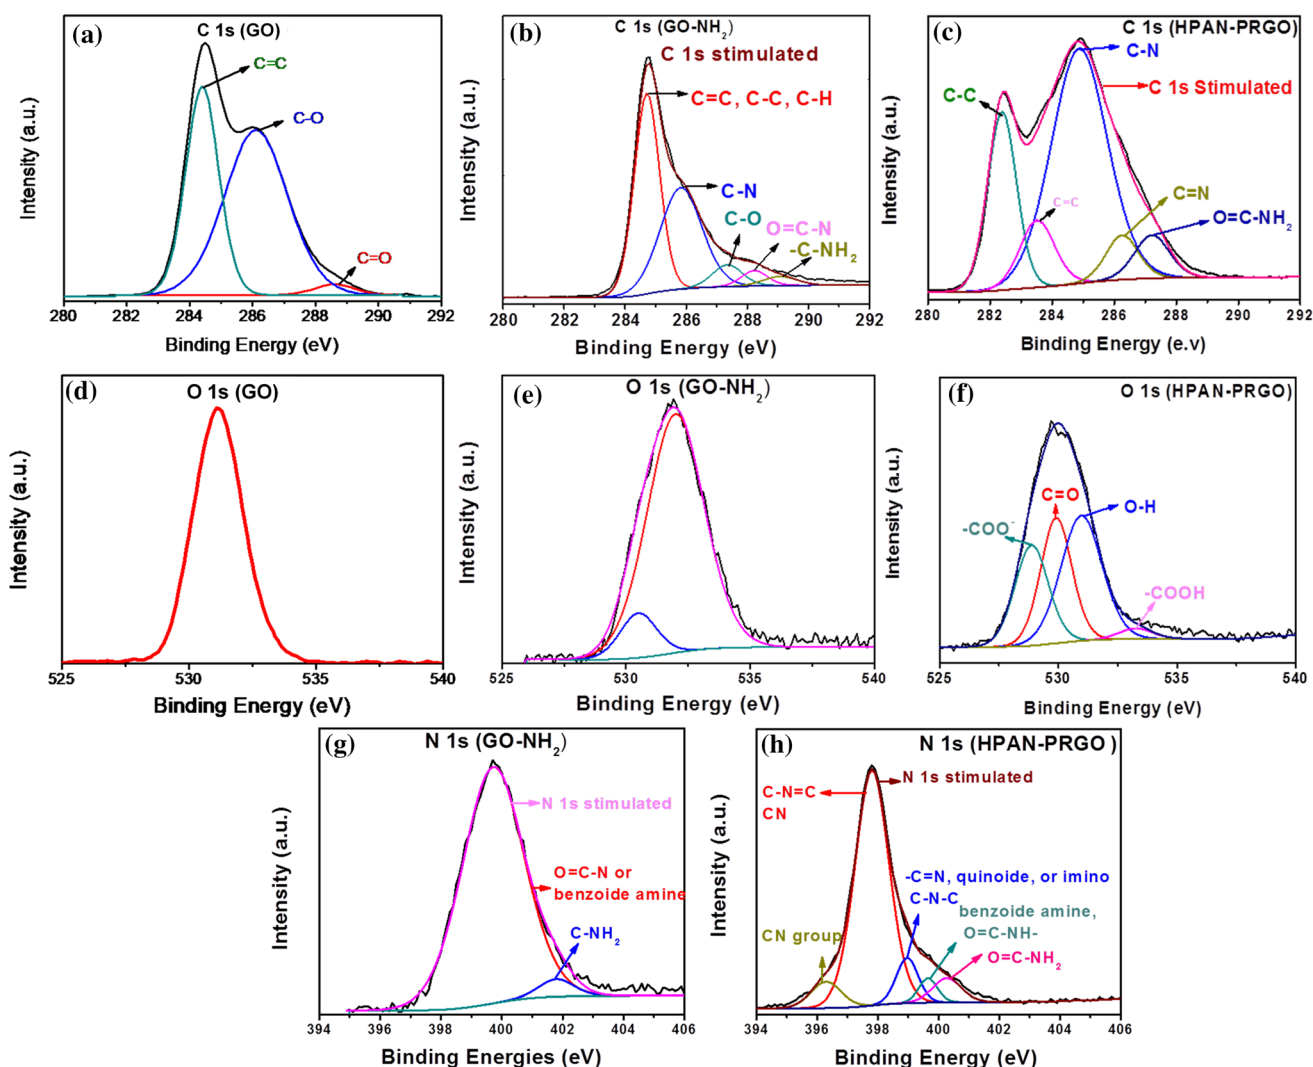 (a)
C 1s (GO)
C=C
C-O
C=O
Intensity (a.u.)
280 282 284 286 288 290 292
Binding Energy (eV)
(b)
C 1s (GO-NH2)
C 1s stimulated
C=C, C-C, C-H
C-N
C-O
O=C-N
-C-NH2
Intensity (a.u.)
280 282 284 286 288 290 292
Binding Energy (eV)
(c)
C 1s (HPAN-PRGO)
C-N
C-C
C 1s Stimulated
C=C
C=N
O=C-NH2
Intensity (a.u.)
280 282 284 286 288 290 292
Binding Energy (e.v)
(d)
O 1s (GO)
Intensity (a.u.)
525 530 535 540
Binding Energy (eV)
(e)
O 1s (GO-NH2)
Intensity (a.u.)
525 530 535 540
Binding Energy (eV)
(f)
O 1s (HPAN-PRGO)
C=O
O-H
-COO-
-COOH
Intensity (a.u.)
525 530 535 540
Binding Energy (eV)
(g)
N 1s (GO-NH2)
N 1s stimulated
O=C-N or
benzoide amine
C-NH2
Intensity (a.u.)
394 396 398 400 402 404 406
Binding Energies (eV)
(h)
N 1s (HPAN-PRGO )
N 1s stimulated
C-N=C
CN
-C=N, quinoide, or imino
C-N-C
benzoide amine,
O=C-NH-
CN group
O=C-NH2
Intensity (a.u.)
394 396 398 400 402 404 406
Binding Energy (eV)